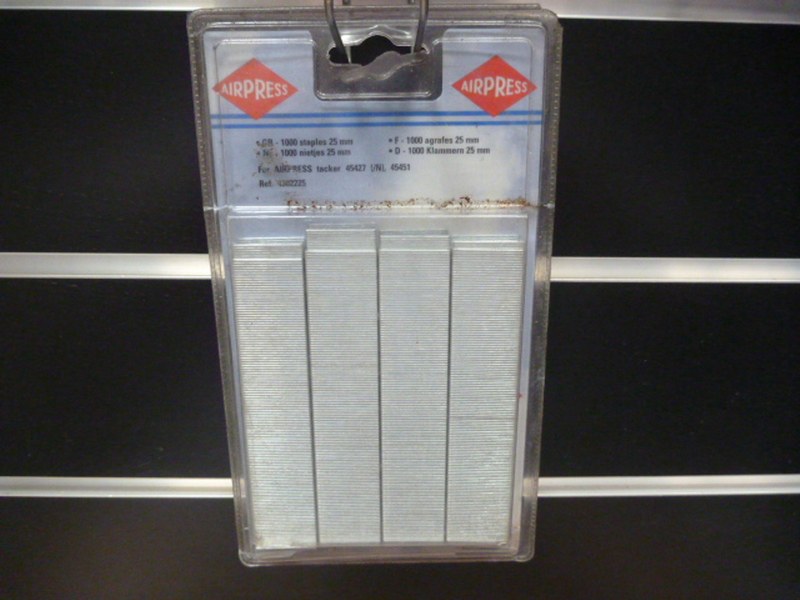 AIRPRESS AIRPRESS
• GB - 1000 staples 25 mm • F - 1000 agrafes 25 mm
1000 nietjes 25 mm • D - 1000 Klammern 25 mm
For AIRPRESS tacker 45427 (/N), 45451
Ref.